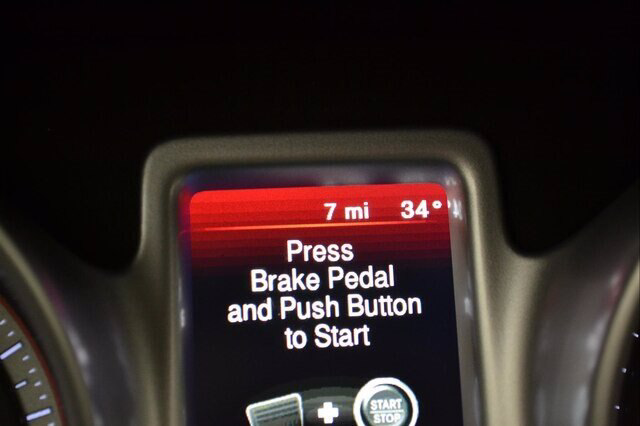 7 mi 34°
Press
Brake Pedal
and Push Button
to Start
START
STOP